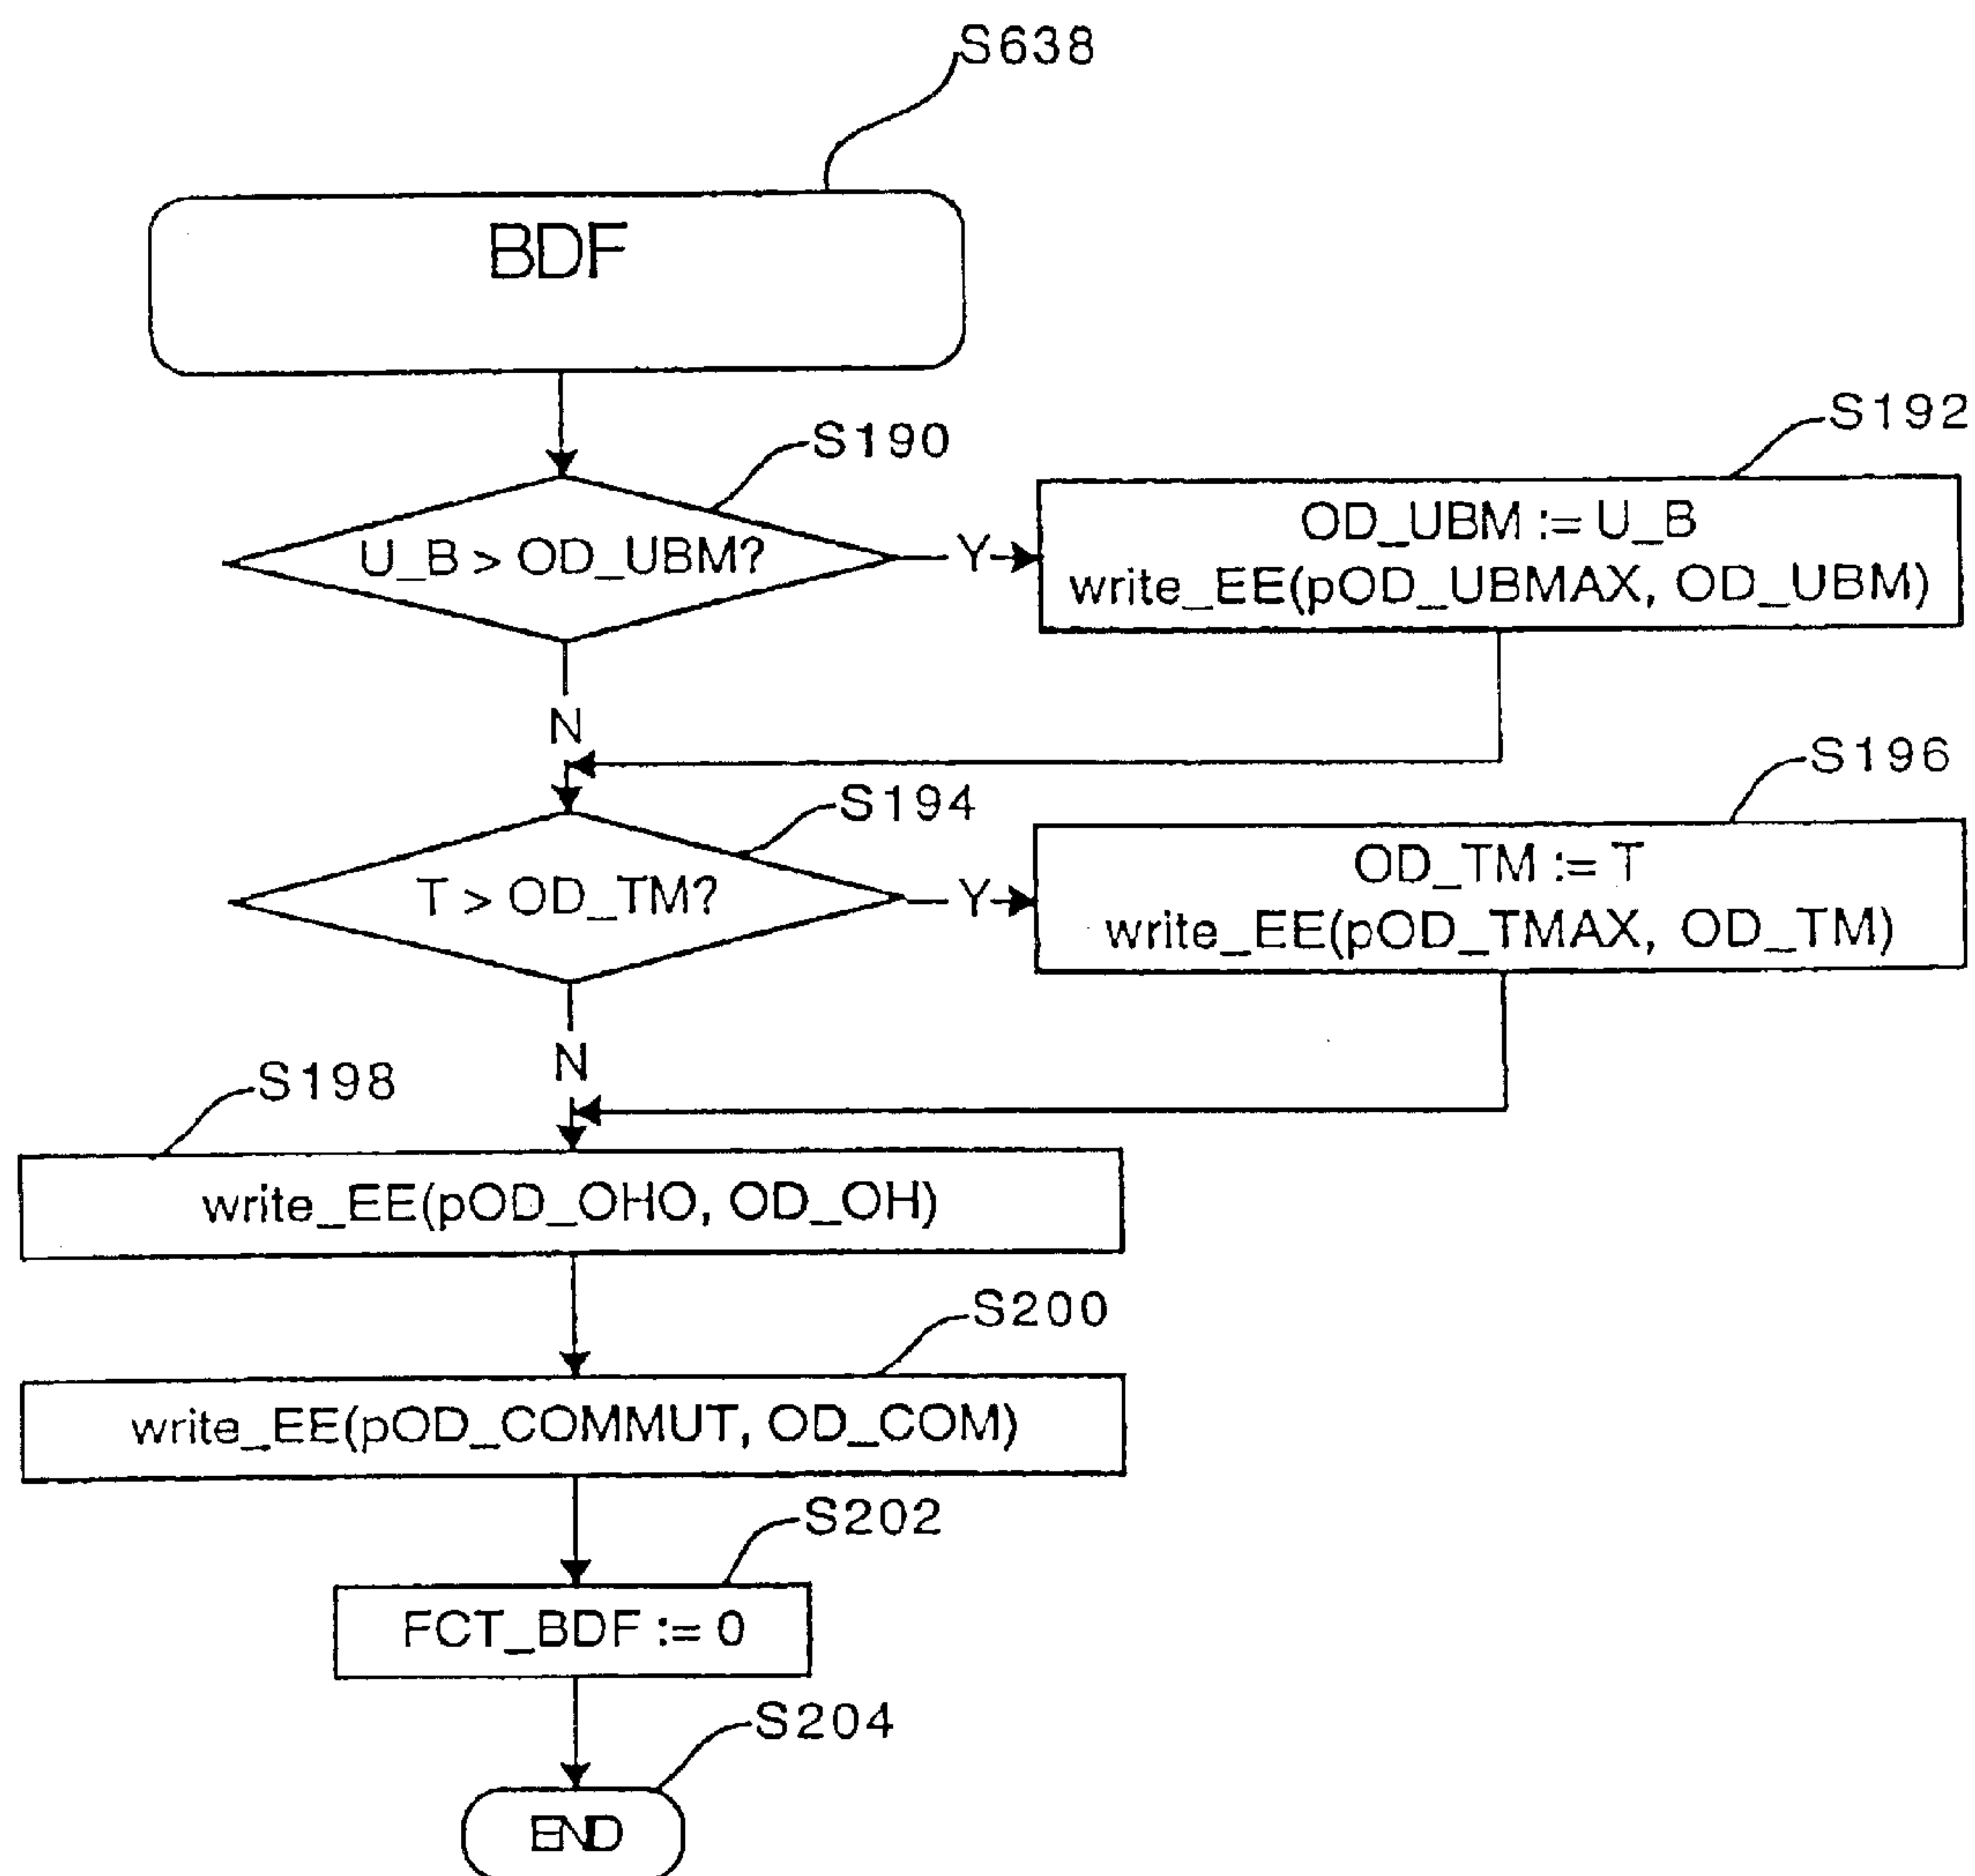 S638
BDF
S190
S192
U_B > OD_UBM?
Y
OD_UBM := U_B
write_EE(pOD_UBMAX, OD_UBM)
N
S194
S196
T > OD_TM?
Y
OD_TM := T
write_EE(pOD_TMAX, OD_TM)
N
S198
write_EE(pOD_OHO, OD_OH)
S200
write_EE(pOD_COMMUT, OD_COM)
S202
FCT_BDF := 0
S204
END